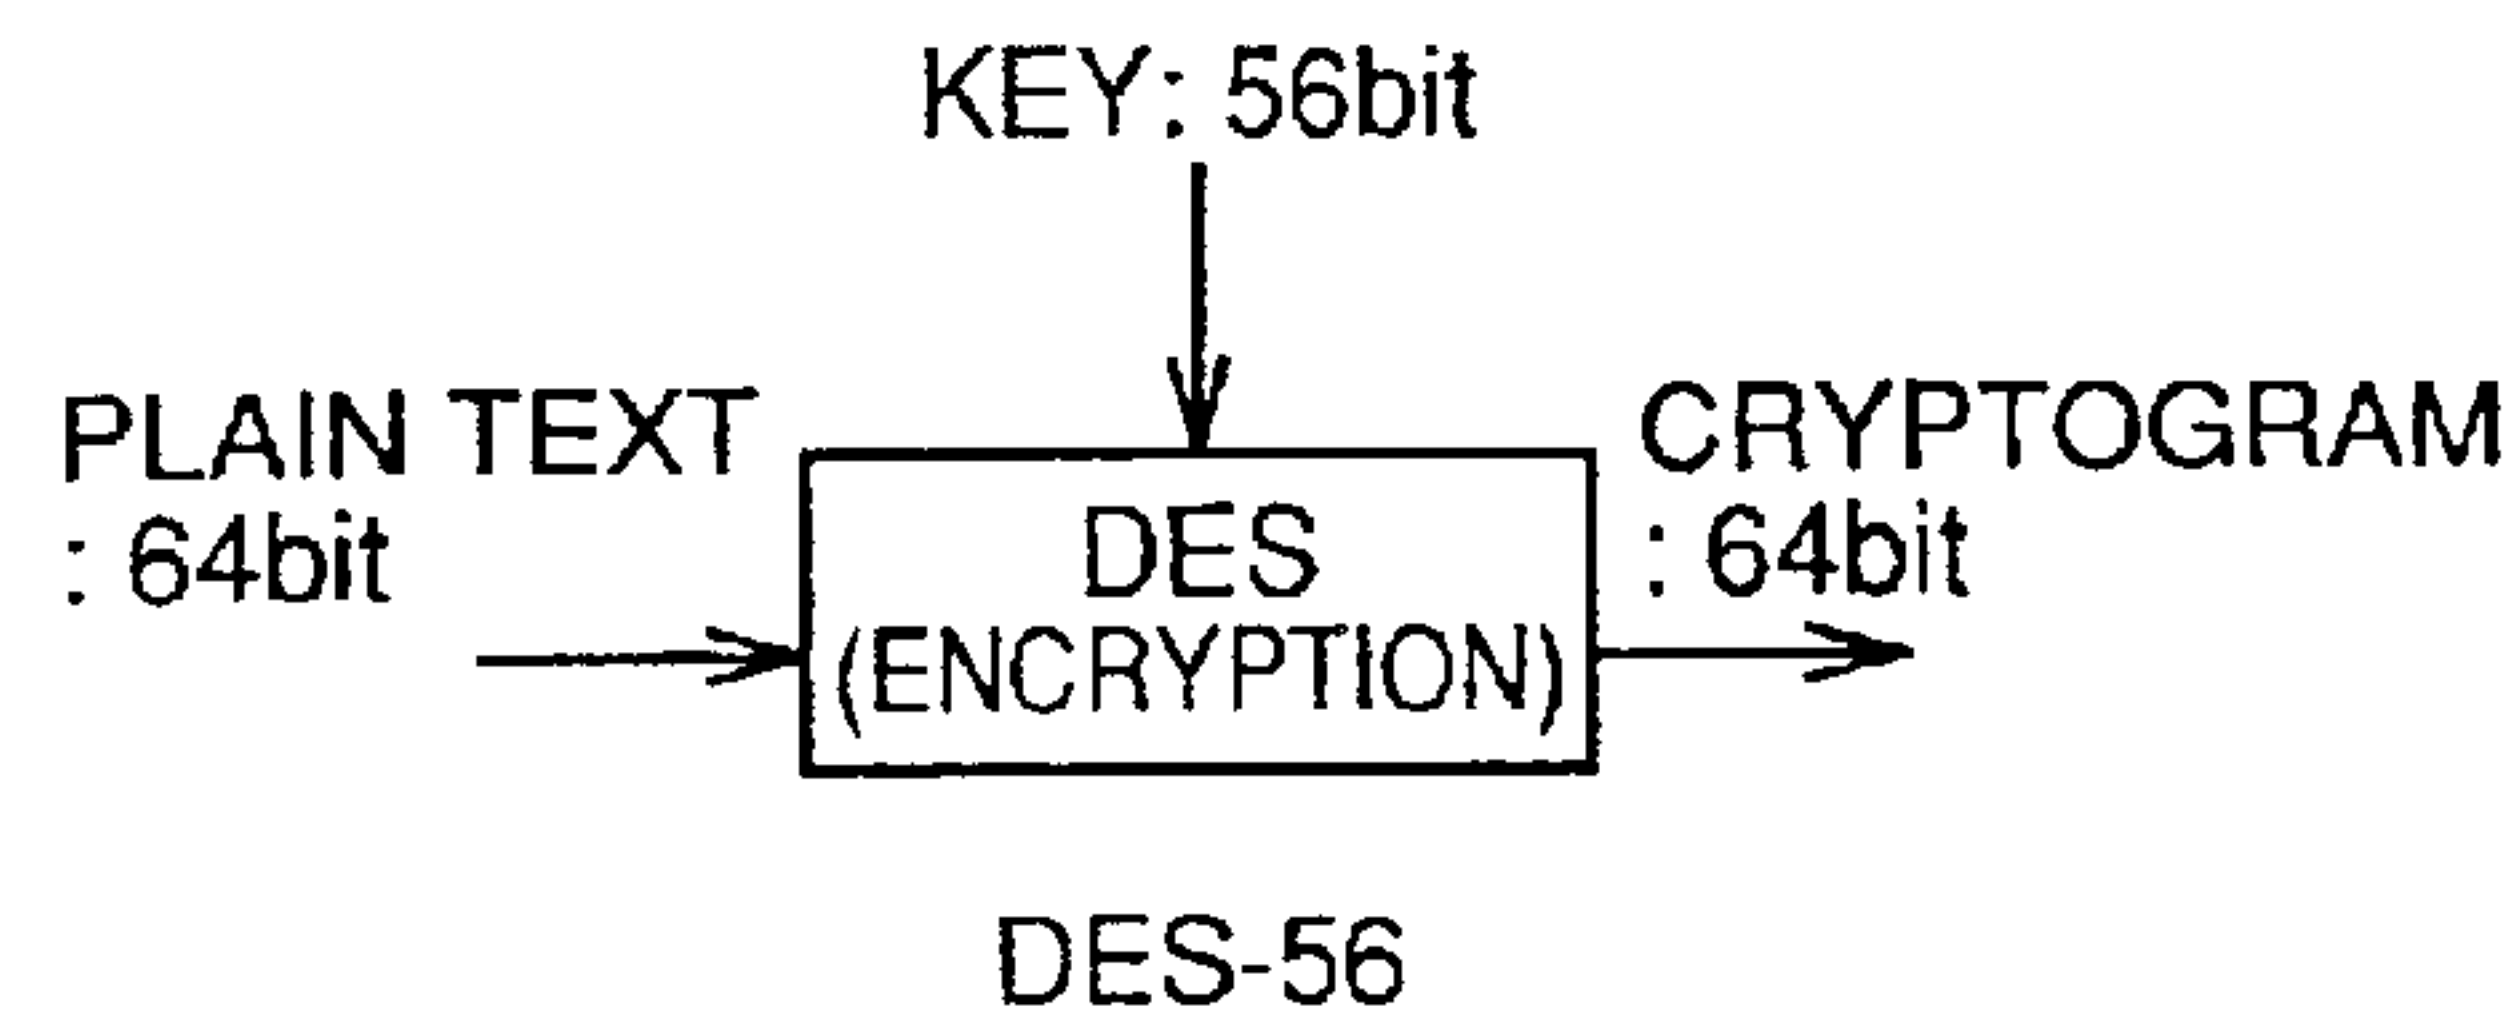 KEY: 56bit
PLAIN TEXT
: 64bit
CRYPTOGRAM
: 64bit
DES
(ENCRYPTION)
DES-56